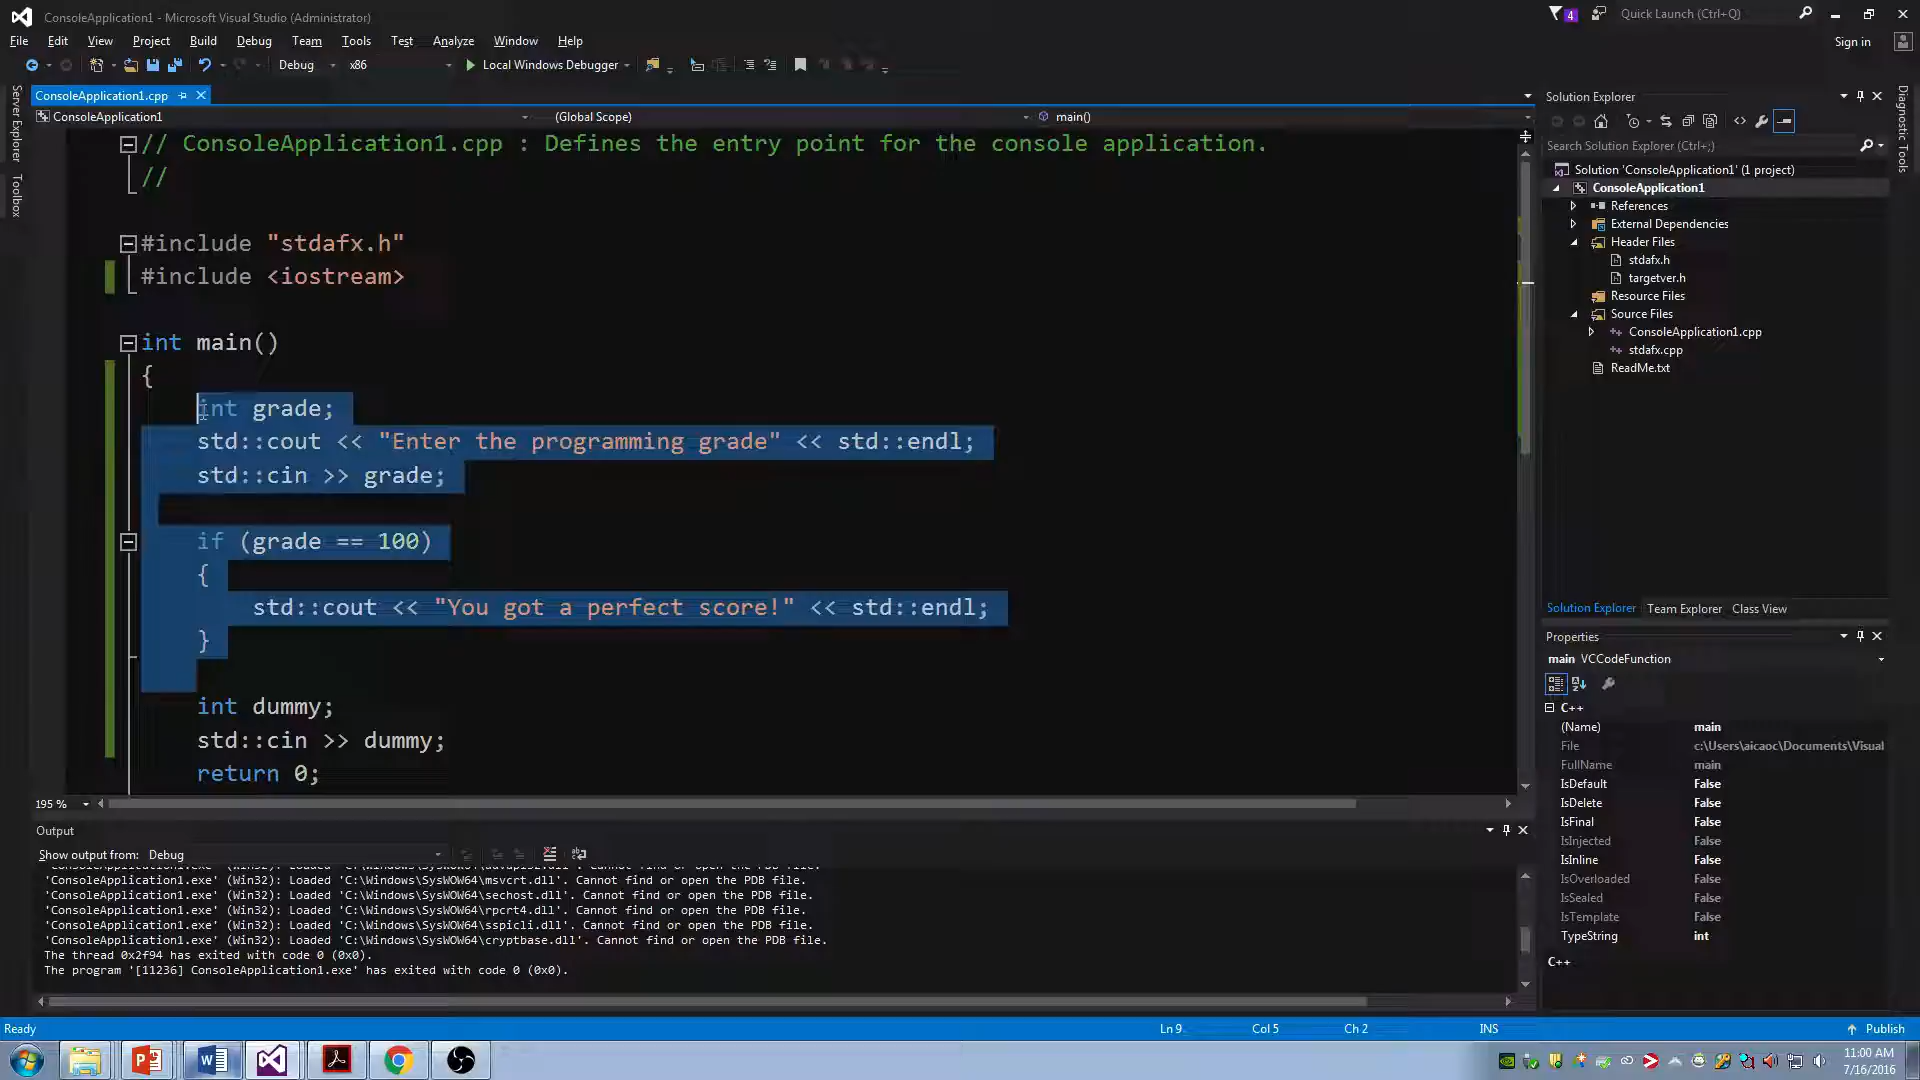 ConsoleApplication1 - Microsoft Visual Studio (Administrator)
4
Quick Launch (Ctrl+Q)
File Edit View Project Build Debug Team Tools Test Analyze Window Help
Sign in
Debug x86 Local Windows Debugger
Server Explorer
Toolbox
ConsoleApplication1.cpp
ConsoleApplication1 (Global Scope) main()
// ConsoleApplication1.cpp : Defines the entry point for the console application.
//
#include "stdafx.h"
#include <iostream>
int main()
{
int grade;
std::cout << "Enter the programming grade" << std::endl;
std::cin >> grade;
if (grade == 100)
{
std::cout << "You got a perfect score!" << std::endl;
}
int dummy;
std::cin >> dummy;
return 0;
195 %
Output
Show output from: Debug
'ConsoleApplication1.exe' (Win32): Loaded 'C:\Windows\SysWOW64\msvcrt.dll'. Cannot find or open the PDB file.
'ConsoleApplication1.exe' (Win32): Loaded 'C:\Windows\SysWOW64\sechost.dll'. Cannot find or open the PDB file.
'ConsoleApplication1.exe' (Win32): Loaded 'C:\Windows\SysWOW64\rpcrt4.dll'. Cannot find or open the PDB file.
'ConsoleApplication1.exe' (Win32): Loaded 'C:\Windows\SysWOW64\sspicli.dll'. Cannot find or open the PDB file.
'ConsoleApplication1.exe' (Win32): Loaded 'C:\Windows\SysWOW64\cryptbase.dll'. Cannot find or open the PDB file.
The thread 0x2f94 has exited with code 0 (0x0).
The program '[11236] ConsoleApplication1.exe' has exited with code 0 (0x0).
Solution Explorer
Search Solution Explorer (Ctrl+;)
Solution 'ConsoleApplication1' (1 project)
ConsoleApplication1
References
External Dependencies
Header Files
stdafx.h
targetver.h
Resource Files
Source Files
ConsoleApplication1.cpp
stdafx.cpp
ReadMe.txt
Solution Explorer Team Explorer Class View
Properties
main VCCodeFunction
C++
(Name) main
File c:\Users\aicaoc\Documents\Visual
FullName main
IsDefault False
IsDelete False
IsFinal False
IsInjected False
IsInline False
IsOverloaded False
IsSealed False
IsTemplate False
TypeString int
C++
Diagnostic Tools
Ready Ln 9 Col 5 Ch 2 INS Publish
11:00 AM
7/16/2016